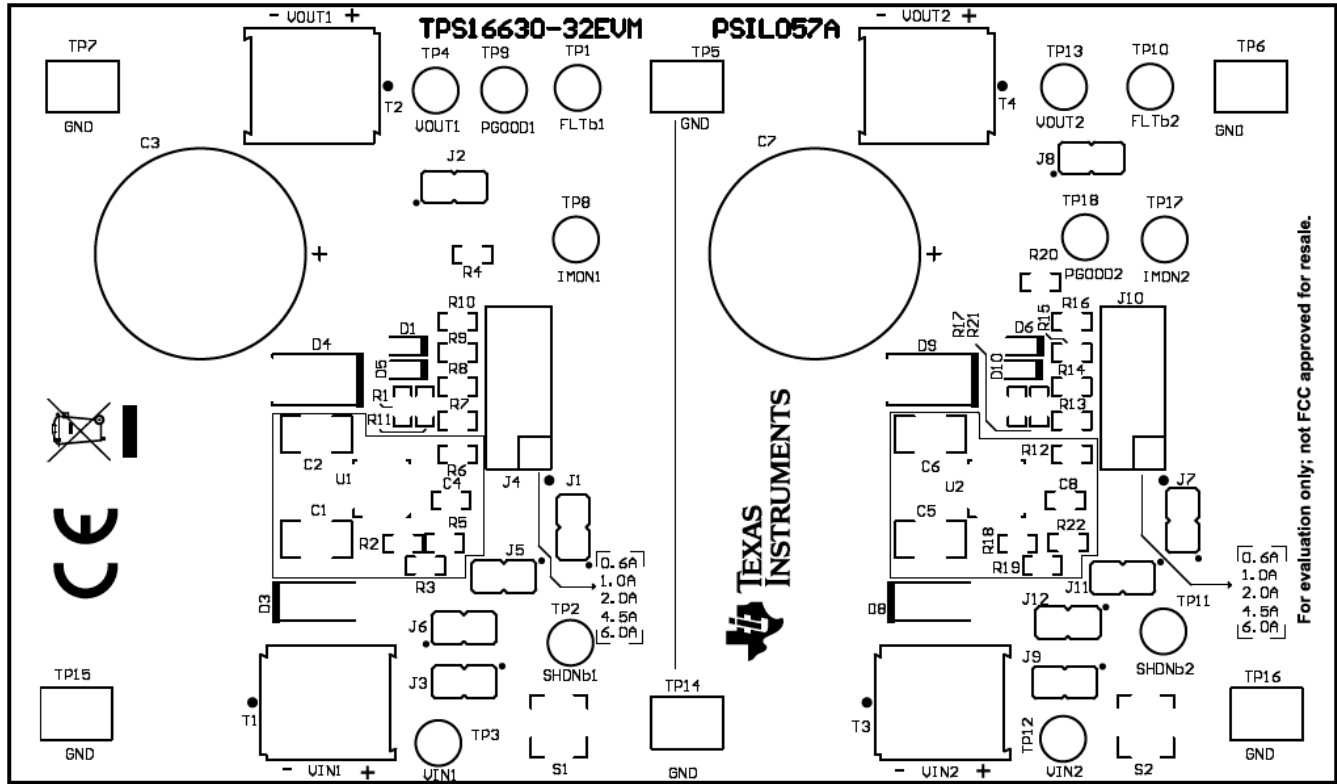 - VOUT1 +
TPS16630-32EVM
PSIL057A
- VOUT2 +
TP7
TP4
TP9
TP1
TP5
TP13
TP10
TP6
T2
T4
GND
VOUT1
PGOOD1
FLTb1
GND
VOUT2
FLTb2
GND
C3
J2
C7
J8
TP8
TP18
TP17
+
R4
IMON1
+
R20
PGOOD2
IMON2
R10
J10
R16
D1
R9
R17
R21
D6
R15
D4
D5
R8
D9
D10
R14
R1
R7
R13
R11
C2
R6
C6
R12
U1
C4
J4
J1
U2
C8
J7
C1
R2
R5
C5
R18
R22
R3
J5
R19
J11
0.6A
1.0A
2.0A
4.5A
6.0A
0.6A
1.0A
2.0A
4.5A
6.0A
D3
TP2
D8
J12
TP11
J6
SHDNb1
SHDNb2
J3
J9
TEXAS
INSTRUMENTS
For evaluation only; not FCC approved for resale.
CE
TP15
TP14
TP16
T1
TP3
T3
TP12
GND
VIN1
S1
GND
VIN2
S2
GND
- VIN1 +
- VIN2 +